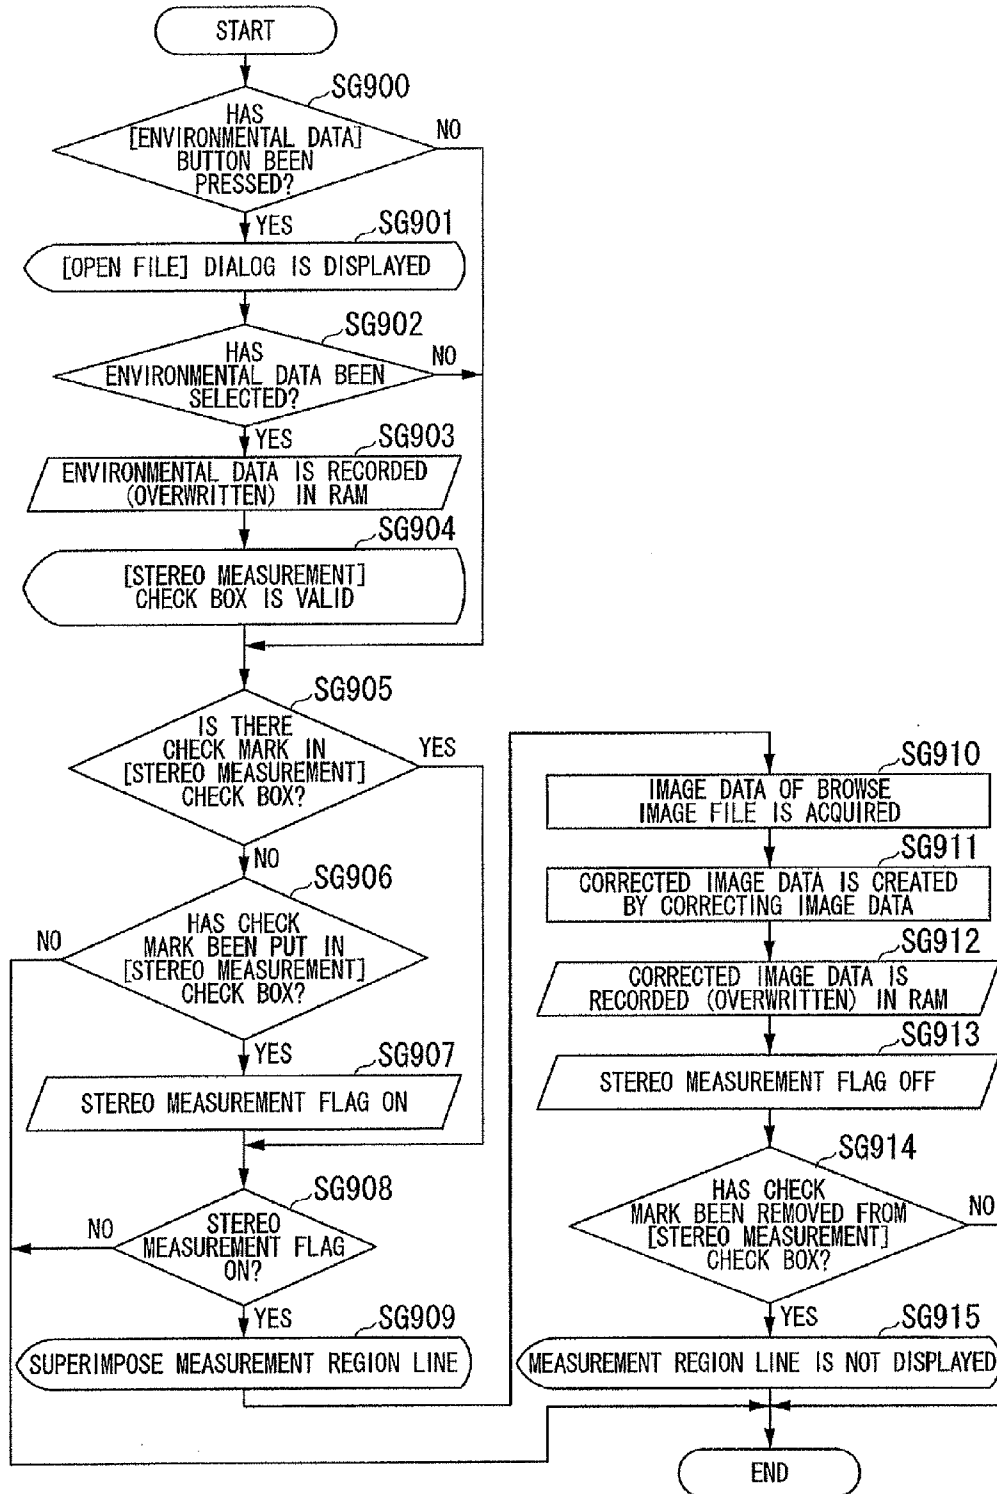 START
SG900
HAS
[ENVIRONMENTAL DATA]
BUTTON BEEN
PRESSED?
NO
YES
SG901
[OPEN FILE] DIALOG IS DISPLAYED
SG902
HAS
ENVIRONMENTAL DATA BEEN
SELECTED?
NO
YES
SG903
ENVIRONMENTAL DATA IS RECORDED
(OVERWRITTEN) IN RAM
SG904
[STEREO MEASUREMENT]
CHECK BOX IS VALID
SG905
IS THERE
CHECK MARK IN
[STEREO MEASUREMENT]
CHECK BOX?
YES
NO
SG906
HAS CHECK
MARK BEEN PUT IN
[STEREO MEASUREMENT]
CHECK BOX?
NO
YES
SG907
STEREO MEASUREMENT FLAG ON
SG908
STEREO
MEASUREMENT FLAG
ON?
NO
YES
SG909
SUPERIMPOSE MEASUREMENT REGION LINE
SG910
IMAGE DATA OF BROWSE
IMAGE FILE IS ACQUIRED
SG911
CORRECTED IMAGE DATA IS CREATED
BY CORRECTING IMAGE DATA
SG912
CORRECTED IMAGE DATA IS
RECORDED (OVERWRITTEN) IN RAM
SG913
STEREO MEASUREMENT FLAG OFF
SG914
HAS CHECK
MARK BEEN REMOVED FROM
[STEREO MEASUREMENT]
CHECK BOX?
NO
YES
SG915
MEASUREMENT REGION LINE IS NOT DISPLAYED
END